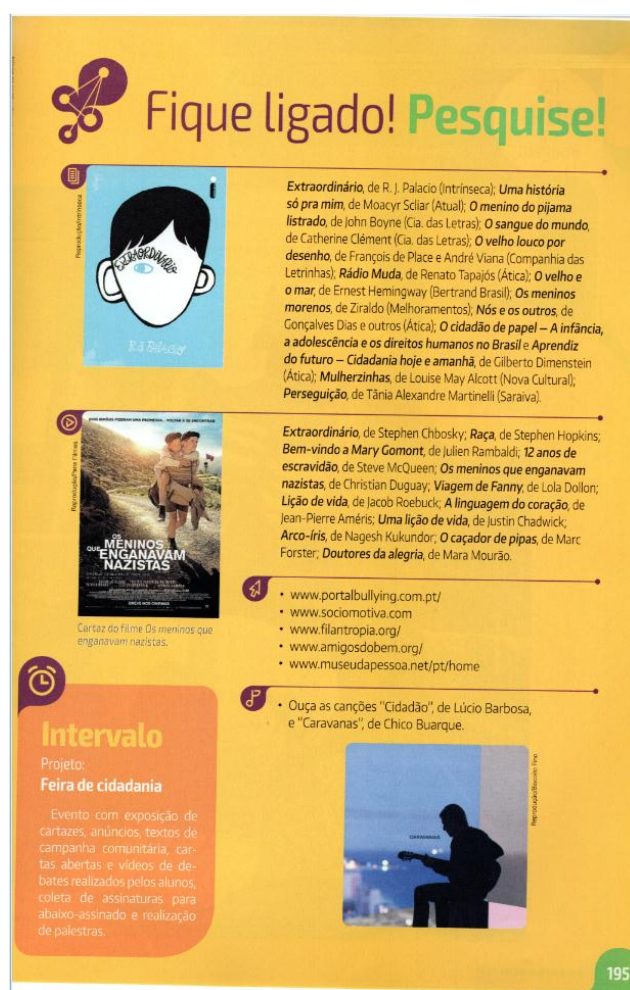 Fique ligado! Pesquise!
Reprodução/Intrínseca
EXTRAORDINÁRIO
R.J. Palacio
Extraordinário, de R. J. Palacio (Intrínseca); Uma história
só pra mim, de Moacyr Scliar (Atual); O menino do pijama
listrado, de John Boyne (Cia. das Letras); O sangue do mundo,
de Catherine Clément (Cia. das Letras); O velho louco por
desenho, de François de Place e André Viana (Companhia das
Letrinhas); Rádio Muda, de Renato Tapajós (Ática); O velho e
o mar, de Ernest Hemingway (Bertrand Brasil); Os meninos
morenos, de Ziraldo (Melhoramentos); Nós e os outros, de
Gonçalves Dias e outros (Ática); O cidadão de papel — A infância,
a adolescência e os direitos humanos no Brasil e Aprendiz
do futuro — Cidadania hoje e amanhã, de Gilberto Dimenstein
(Ática); Mulherzinhas, de Louise May Alcott (Nova Cultural);
Perseguição, de Tânia Alexandre Martinelli (Saraiva).
OS
MENINOS
QUE ENGANAVAM
NAZISTAS
BREVE NOS CINEMAS
Cartaz do filme Os meninos que
enganavam nazistas.
Extraordinário, de Stephen Chbosky; Raça, de Stephen Hopkins;
Bem-vindo a Mary Gomont, de Julien Rambaldi; 12 anos de
escravidão, de Steve McQueen; Os meninos que enganavam
nazistas, de Christian Duguay; Viagem de Fanny, de Lola Dollon;
Lição de vida, de Jacob Roebuck; A linguagem do coração, de
Jean-Pierre Améris; Uma lição de vida, de Justin Chadwick;
Arco-íris, de Nagesh Kukundor; O caçador de pipas, de Marc
Forster; Doutores da alegria, de Mara Mourão.
• www.portalbullying.com.pt/
• www.sociomotiva.com
• www.filantropia.org/
• www.amigosdobem.org/
• www.museudapessoa.net/pt/home
• Ouça as canções "Cidadão", de Lúcio Barbosa,
e "Caravanas", de Chico Buarque.
CARAVANAS
Intervalo
Projeto:
Feira de cidadania
Evento com exposição de
cartazes, anúncios, textos de
campanha comunitária, car-
tas abertas e vídeos de de-
bates realizados pelos alunos,
coleta de assinaturas para
abaixo-assinado e realização
de palestras.
195